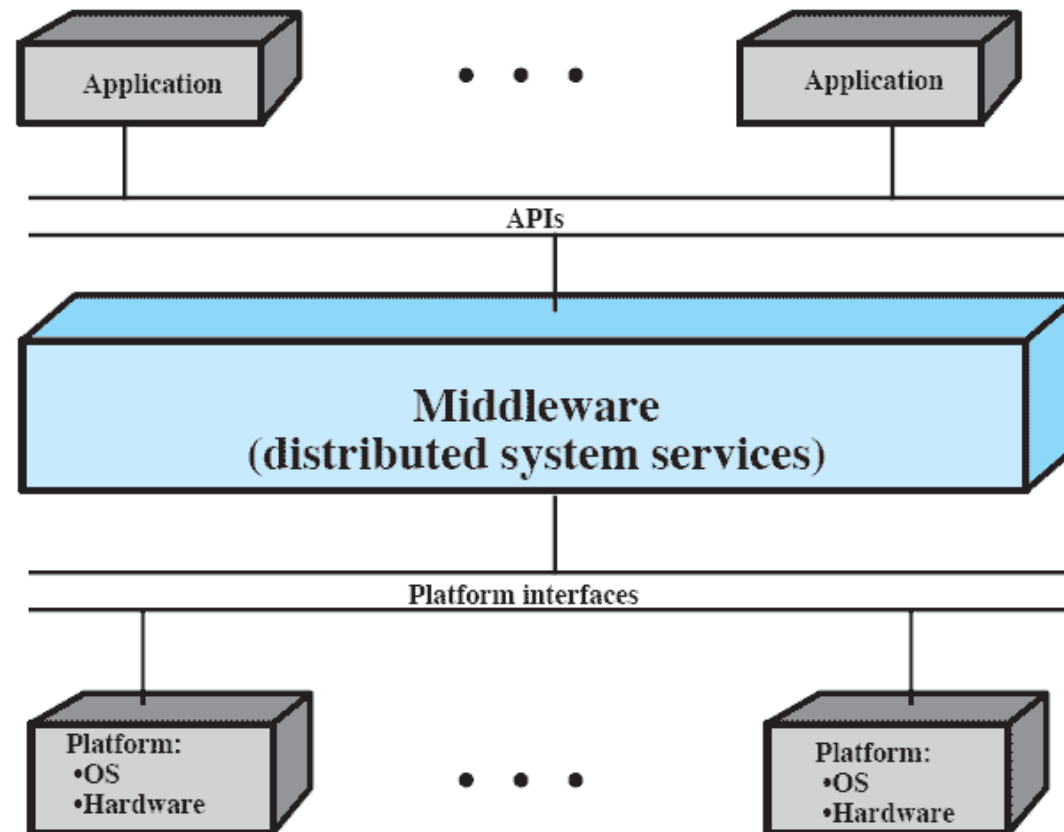 Application
Application
APIs
Middleware
(distributed system services)
Platform interfaces
Platform:
•OS
•Hardware
Platform:
•OS
•Hardware